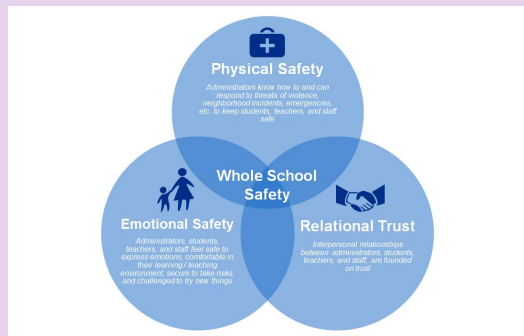 Physical Safety
Administrators know how to and can
respond to threats of violence,
neighborhood incidents, emergencies,
etc. to keep students, teachers, and staff
safe
Whole School
Safety
Emotional Safety
Administrators, students,
teachers, and staff feel safe to
express emotions, comfortable in
their learning / teaching
environment, secure to take risks,
and challenged to try new things
Relational Trust
Interpersonal relationships
between administrators, students,
teachers, and staff, are founded
on trust